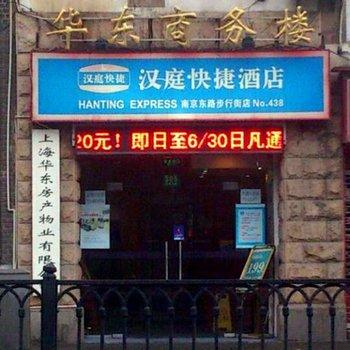 华东商务楼
汉庭快捷
汉庭快捷酒店
HANTING EXPRESS 南京东路步行街店 No.438
20元！即日至6/30日凡通
上海华东房产物业有限
199